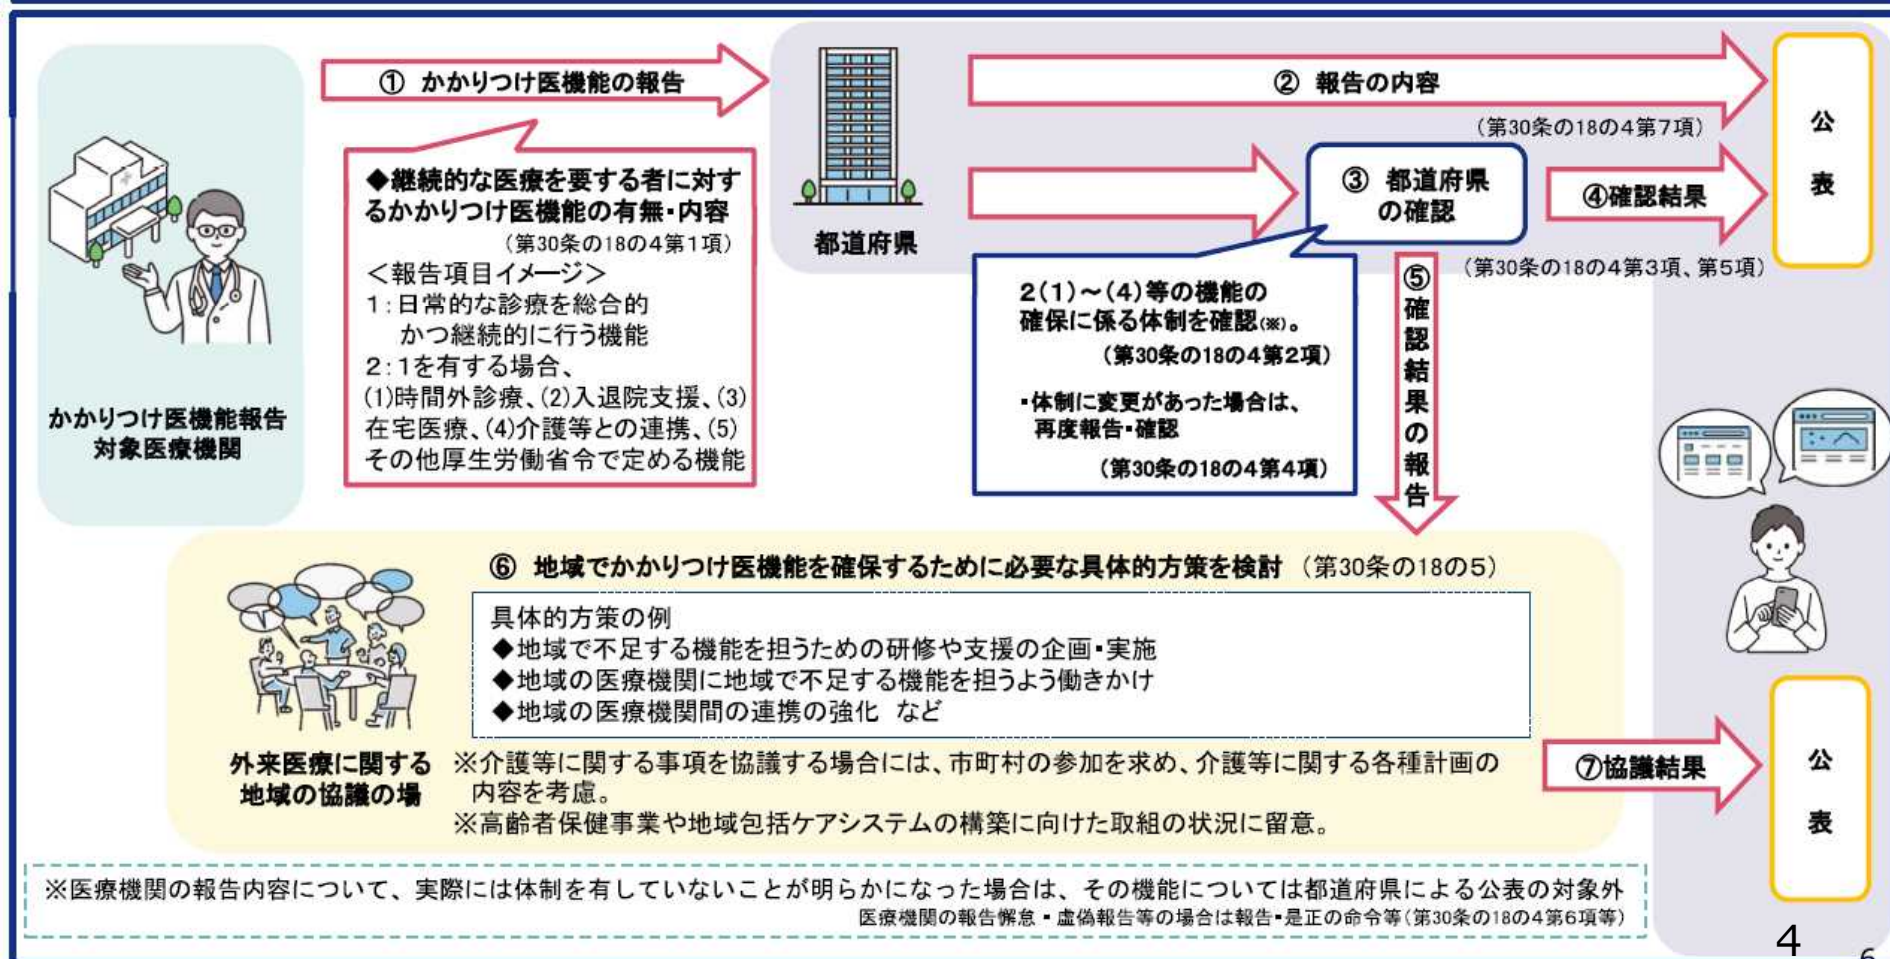 ① かかりつけ医機能の報告
② 報告の内容
(第30条の18の4第7項)
公
表
◆継続的な医療を要する者に対す
るかかりつけ医機能の有無・内容
(第30条の18の4第1項)
<報告項目イメージ>
1:日常的な診療を総合的
かつ継続的に行う機能
2:1を有する場合、
(1)時間外診療、(2)入退院支援、(3)
在宅医療、(4)介護等との連携、(5)
その他厚生労働省令で定める機能
都道府県
③ 都道府県
の確認
④確認結果
(第30条の18の4第3項、第5項)
かかりつけ医機能報告
対象医療機関
2(1)~(4)等の機能の
確保に係る体制を確認(※)。
(第30条の18の4第2項)
・体制に変更があった場合は、
再度報告・確認
(第30条の18の4第4項)
⑤確認結果の報告
⑥ 地域でかかりつけ医機能を確保するために必要な具体的方策を検討 (第30条の18の5)
具体的方策の例
◆地域で不足する機能を担うための研修や支援の企画・実施
◆地域の医療機関に地域で不足する機能を担うよう働きかけ
◆地域の医療機関間の連携の強化 など
外来医療に関する
地域の協議の場
※介護等に関する事項を協議する場合には、市町村の参加を求め、介護等に関する各種計画の
内容を考慮。
※高齢者保健事業や地域包括ケアシステムの構築に向けた取組の状況に留意。
⑦協議結果
公
表
※医療機関の報告内容について、実際には体制を有していないことが明らかになった場合は、その機能については都道府県による公表の対象外
医療機関の報告懈怠・虚偽報告等の場合は報告・是正の命令等(第30条の18の4第6項等)
4